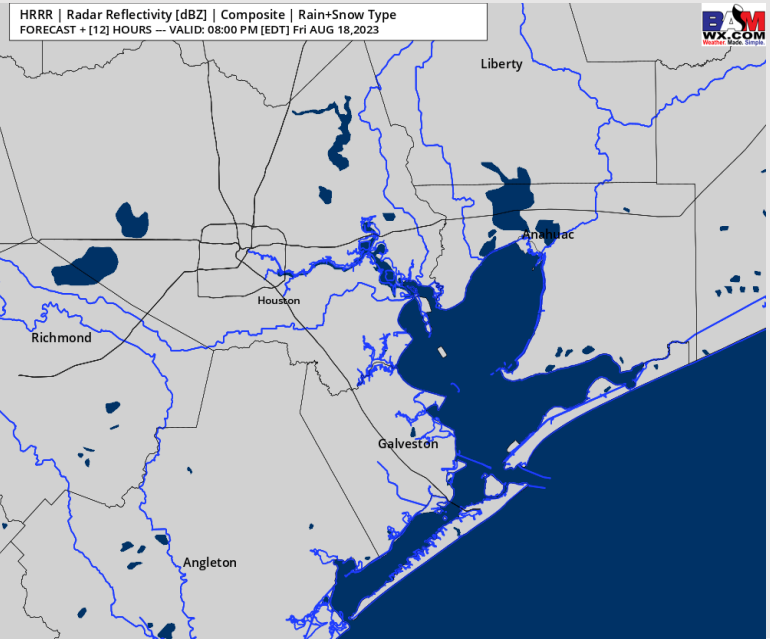 HRRR | Radar Reflectivity [dBZ] | Composite | Rain+Snow Type
FORECAST + [12] HOURS --- VALID: 08:00 PM [EDT] Fri AUG 18,2023
BAM
WX.COM
Weather. Made. Simple.
Liberty
Anahuac
Houston
Richmond
Galveston
Angleton